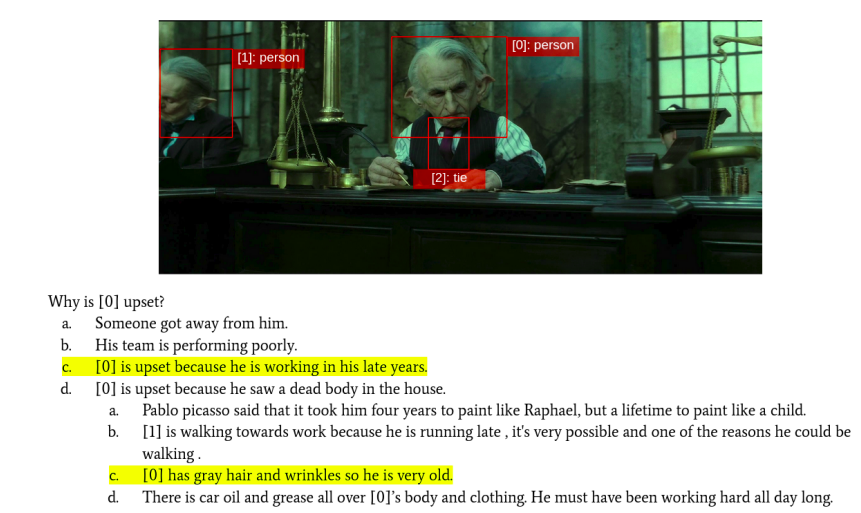 [1]: person
[0]: person
[2]: tie
Why is [0] upset?
a. Someone got away from him.
b. His team is performing poorly.
c. [0] is upset because he is working in his late years.
d. [0] is upset because he saw a dead body in the house.
a. Pablo picasso said that it took him four years to paint like Raphael, but a lifetime to paint like a child.
b. [1] is walking towards work because he is running late , it's very possible and one of the reasons he could be
walking .
c. [0] has gray hair and wrinkles so he is very old.
d. There is car oil and grease all over [0]’s body and clothing. He must have been working hard all day long.